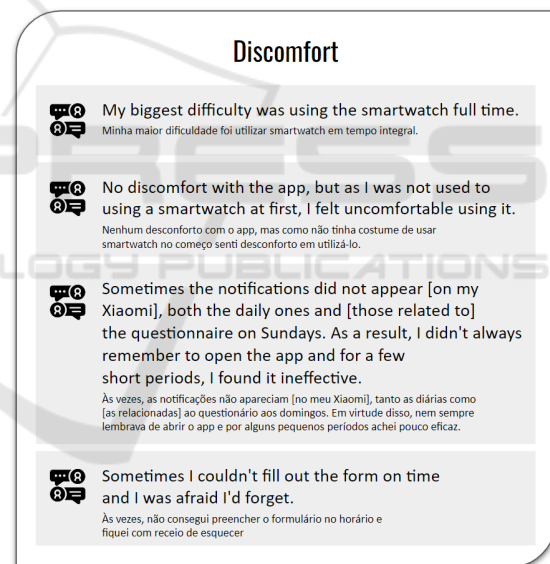 Discomfort
My biggest difficulty was using the smartwatch full time.
Minha maior dificuldade foi utilizar smartwatch em tempo integral.
No discomfort with the app, but as I was not used to
using a smartwatch at first, I felt uncomfortable using it.
Nenhum desconforto com o app, mas como não tinha costume de usar
smartwatch no começo senti desconforto em utilizá-lo.
LOGY PUBLICATIONS
Sometimes the notifications did not appear [on my
Xiaomi], both the daily ones and [those related to]
the questionnaire on Sundays. As a result, I didn't always
remember to open the app and for a few
short periods, I found it ineffective.
Às vezes, as notificações não apareciam [no meu Xiaomi], tanto as diárias como
[as relacionadas] ao questionário aos domingos. Em virtude disso, nem sempre
lembrava de abrir o app e por alguns pequenos períodos achei pouco eficaz.
Sometimes I couldn't fill out the form on time
and I was afraid I'd forget.
Às vezes, não consegui preencher o formulário no horário e
fiquei com receio de esquecer